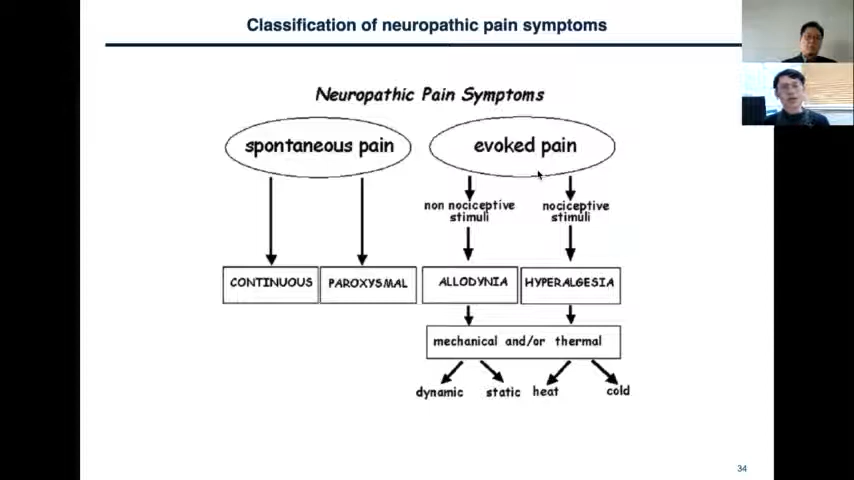 Classification of neuropathic pain symptoms
Neuropathic Pain Symptoms
spontaneous pain
evoked pain
non nociceptive
stimuli
nociceptive
stimuli
CONTINUOUS
PAROXYSMAL
ALLODYNIA
HYPERALGESIA
mechanical and/or thermal
dynamic
static
heat
cold
34